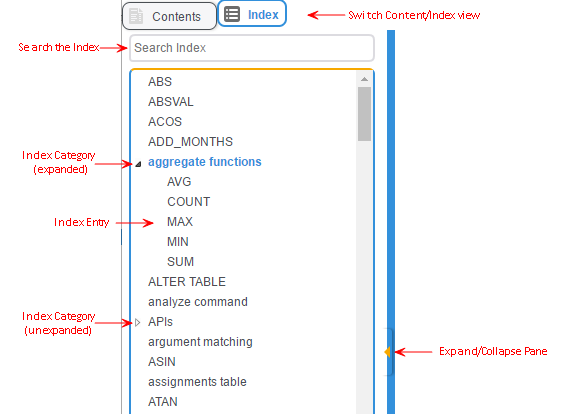 Contents
Index
Switch Content/Index view
Search the Index
Search Index
ABS
ABSVAL
ACOS
ADD_MONTHS
Index Category
(expanded)
aggregate functions
AVG
COUNT
Index Entry
MAX
MIN
SUM
ALTER TABLE
analyze command
Index Category
(unexpanded)
APIs
argument matching
Expand/Collapse Pane
ASIN
assignments table
ATAN